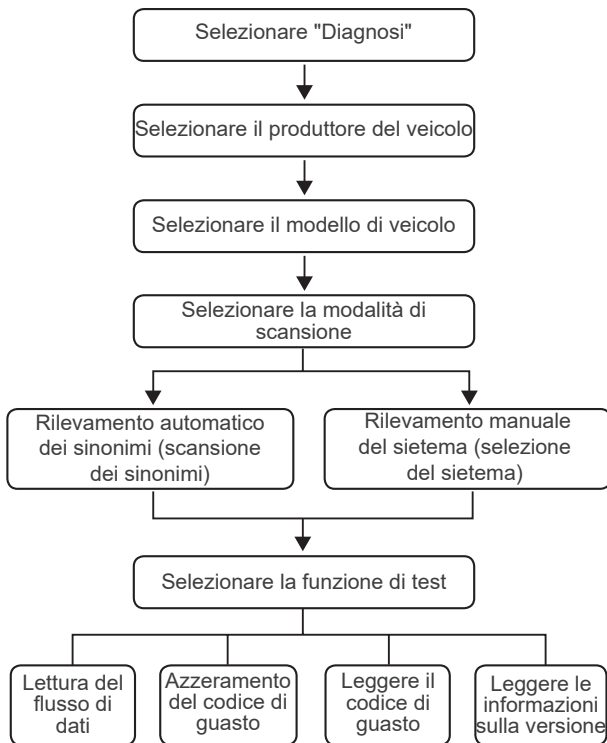 Selezionare "Diagnosi"
Selezionare il produttore del veicolo
Selezionare il modello di veicolo
Selezionare la modalità di
scansione
Rilevamento automatico
dei sinonimi (scansione
dei sinonimi)
Rilevamento manuale
del sietema (selezione
del sietema)
Selezionare la funzione di test
Lettura del
flusso di
dati
Azzeramento
del codice di
guasto
Leggere il
codice di
guasto
Leggere le
informazioni
sulla versione